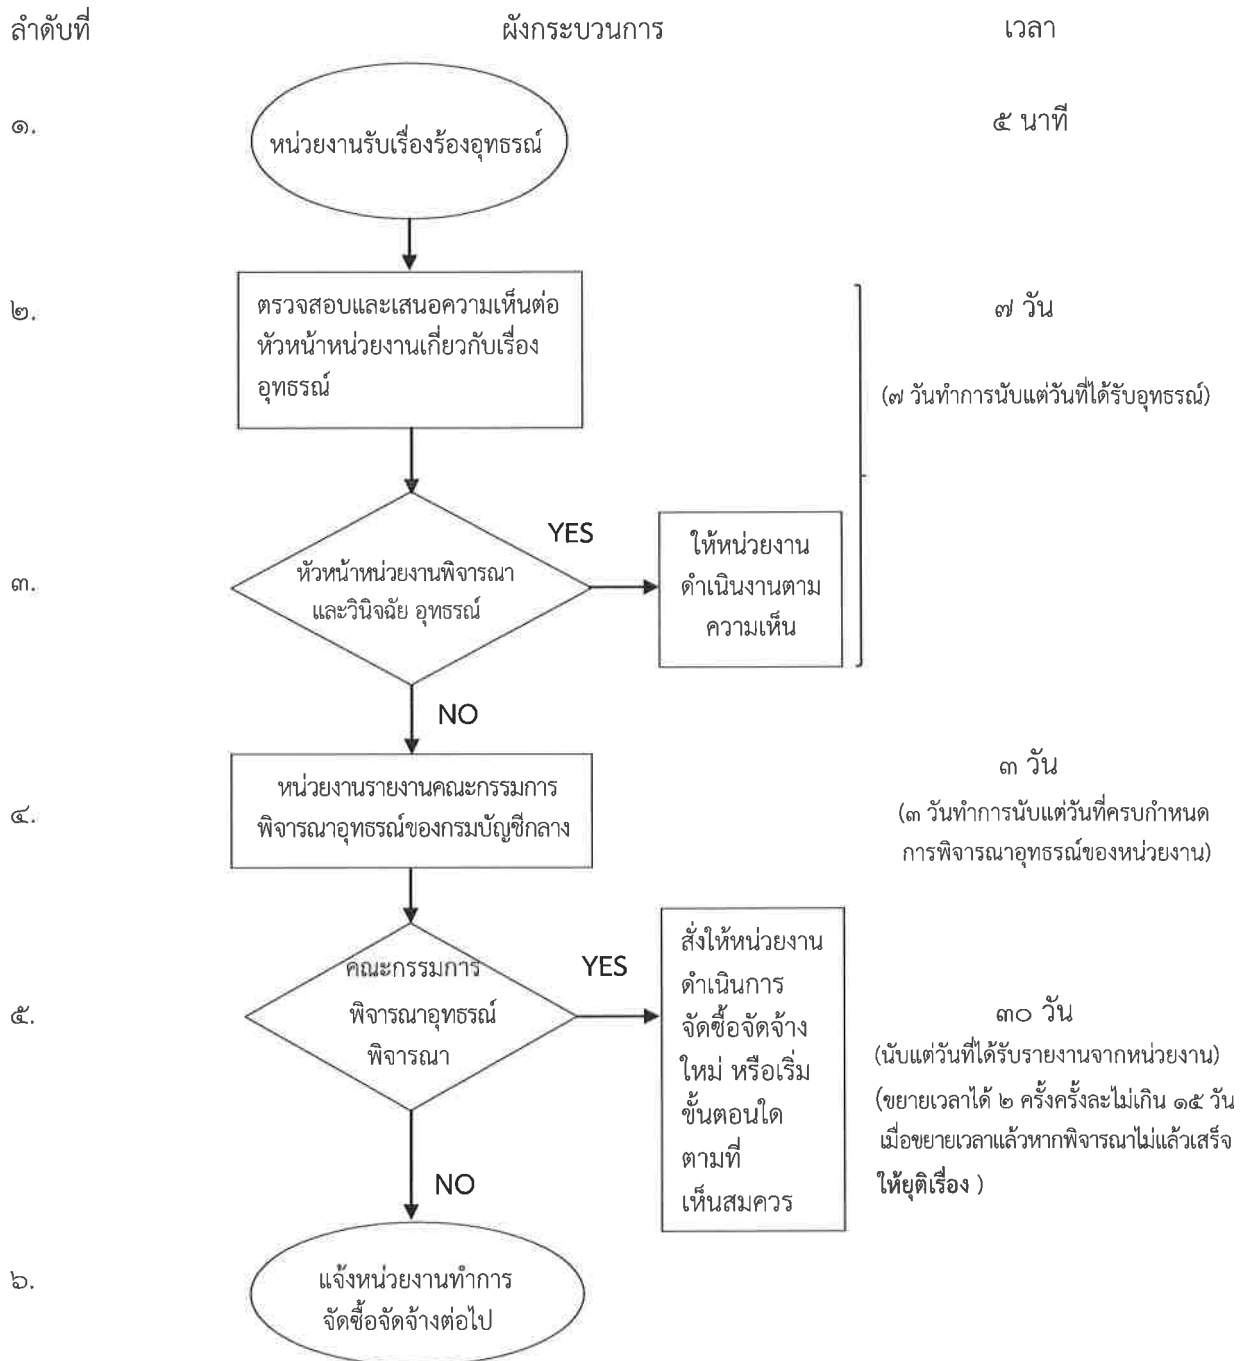 ลำดับที่ ผังกระบวนการ เวลา
๑. หน่วยงานรับเรื่องร้องอุทธรณ์ ๕ นาที
๒. ตรวจสอบและเสนอความเห็นต่อ
หัวหน้าหน่วยงานเกี่ยวกับเรื่อง
อุทธรณ์
๗ วัน
(๗ วันทำการนับแต่วันที่ได้รับอุทธรณ์)
๓. หัวหน้าหน่วยงานพิจารณา
และวินิจฉัย อุทธรณ์
YES
ให้หน่วยงาน
ดำเนินงานตาม
ความเห็น
NO
๔. หน่วยงานรายงานคณะกรรมการ
พิจารณาอุทธรณ์ของกรมบัญชีกลาง
๓ วัน
(๓ วันทำการนับแต่วันที่ครบกำหนด
การพิจารณาอุทธรณ์ของหน่วยงาน)
๕. คณะกรรมการ
พิจารณาอุทธรณ์
พิจารณา
YES
สั่งให้หน่วยงาน
ดำเนินการ
จัดซื้อจัดจ้าง
ใหม่ หรือเริ่ม
ขั้นตอนใด
ตามที่
เห็นสมควร
๓๐ วัน
(นับแต่วันที่ได้รับรายงานจากหน่วยงาน)
(ขยายเวลาได้ ๒ ครั้งครั้งละไม่เกิน ๑๕ วัน
เมื่อขยายเวลาแล้วหากพิจารณาไม่แล้วเสร็จ
ให้ยุติเรื่อง )
NO
๖. แจ้งหน่วยงานทำการ
จัดซื้อจัดจ้างต่อไป